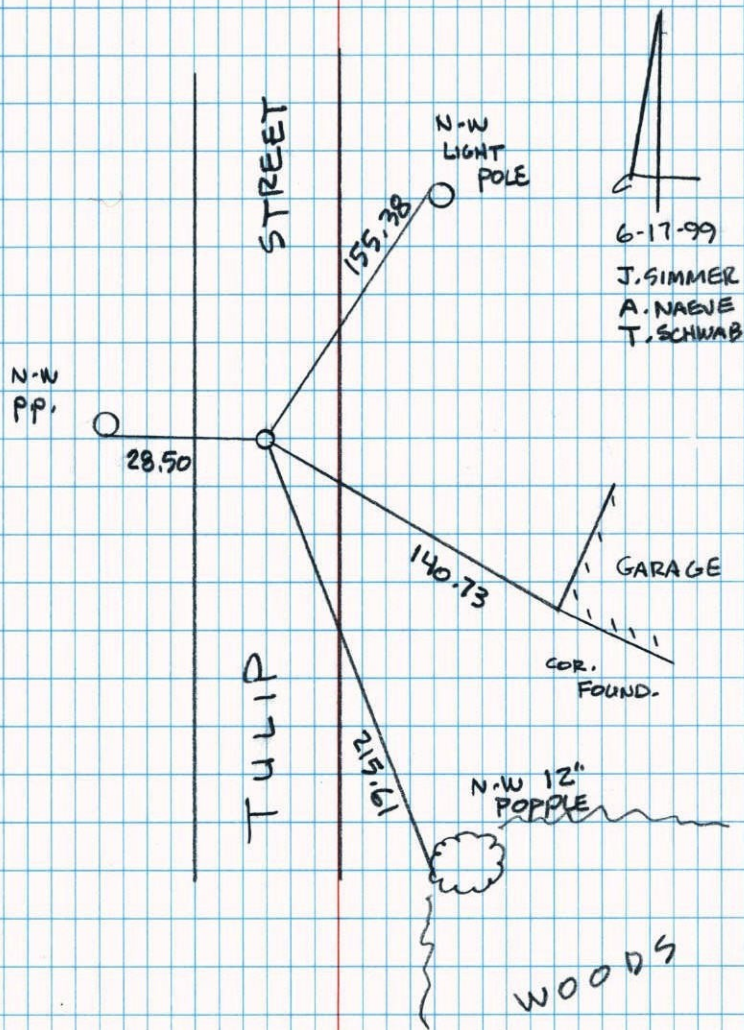 N-W
LIGHT
POLE
STREET
155.38
6-17-99
J. SIMMER
A. NAEVE
T. SCHWAB
N-W
P.P.
28.50
140.73
GARAGE
COR.
FOUND.
TULIP
215.61
N-W 12"
POPPLE
WOODS